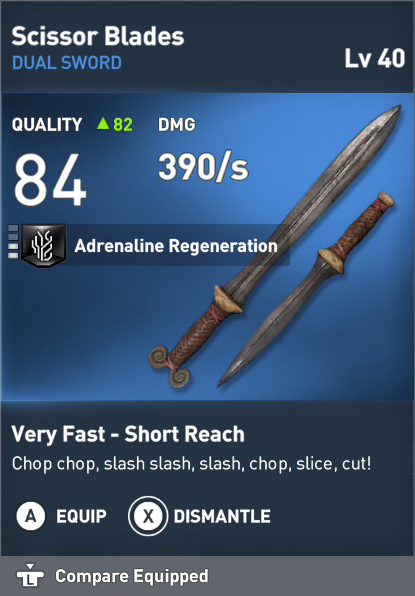 Scissor Blades
DUAL SWORD
Lv 40
QUALITY ▲82 DMG
84 390/s
Adrenaline Regeneration
Very Fast - Short Reach
Chop chop, slash slash, slash, chop, slice, cut!
A EQUIP X DISMANTLE
L Compare Equipped